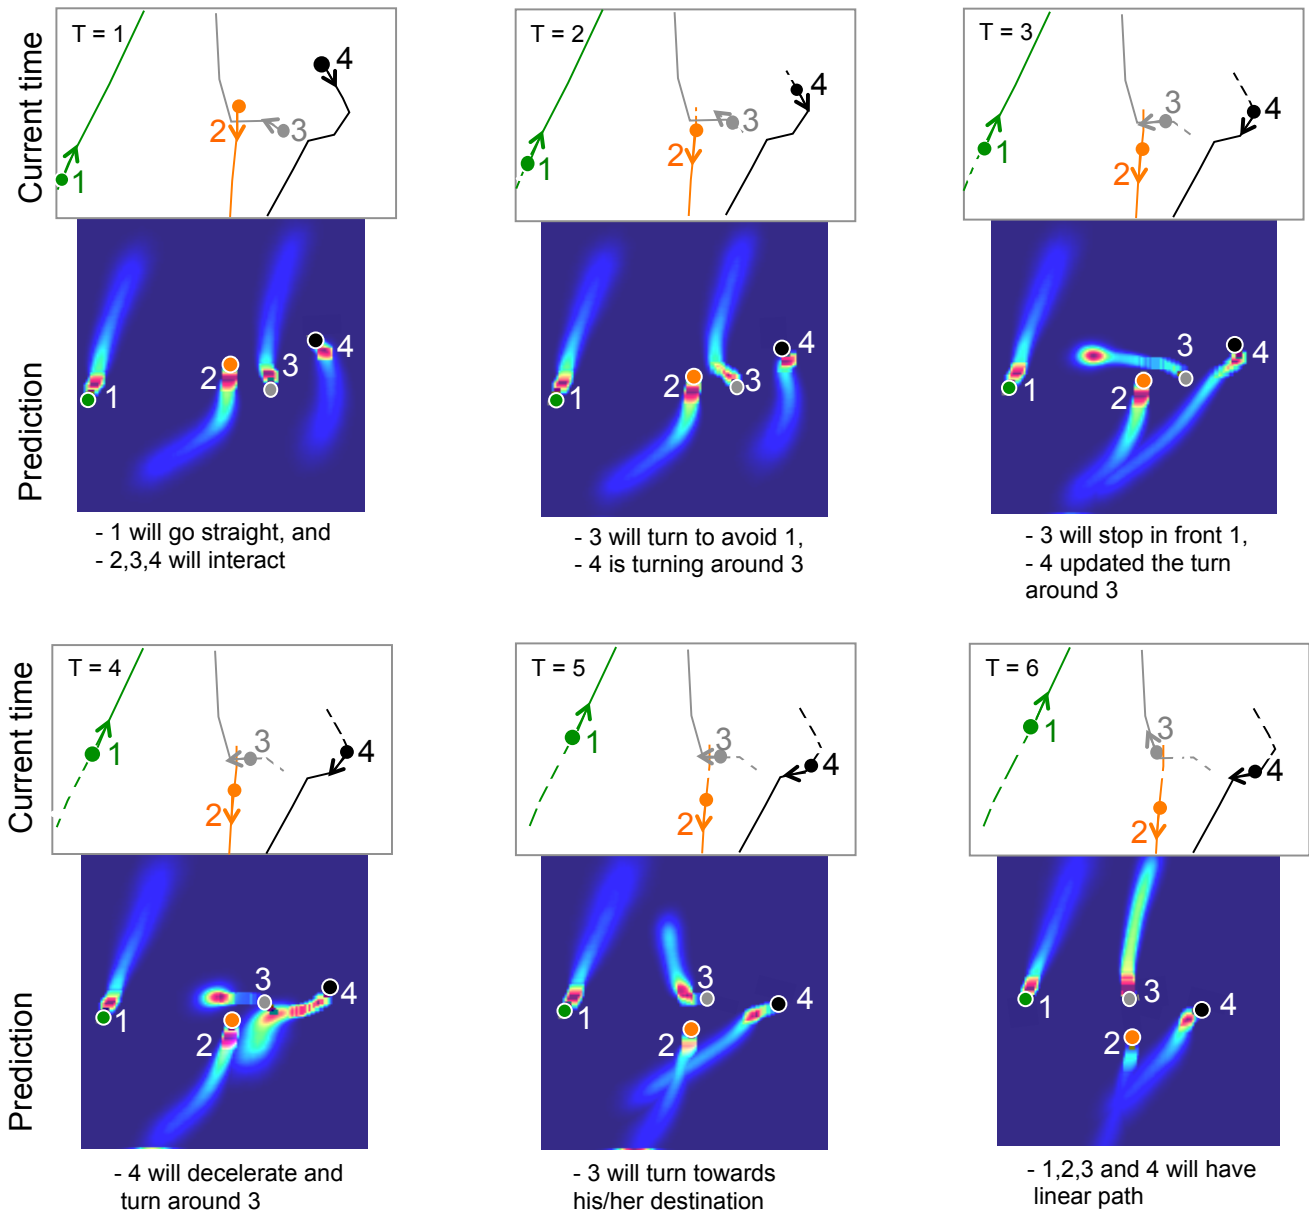 Current time
T = 1
1
2
3
4
T = 2
1
2
3
4
T = 3
1
2
3
4
Prediction
1
2
3
4
1
2
3
4
1
2
3
4
- 1 will go straight, and
- 2,3,4 will interact
- 3 will turn to avoid 1,
- 4 is turning around 3
- 3 will stop in front 1,
- 4 updated the turn
around 3
Current time
T = 4
1
2
3
4
T = 5
1
2
3
4
T = 6
1
2
3
4
Prediction
1
2
3
4
1
2
3
4
1
2
3
4
- 4 will decelerate and
turn around 3
- 3 will turn towards
his/her destination
- 1,2,3 and 4 will have
linear path